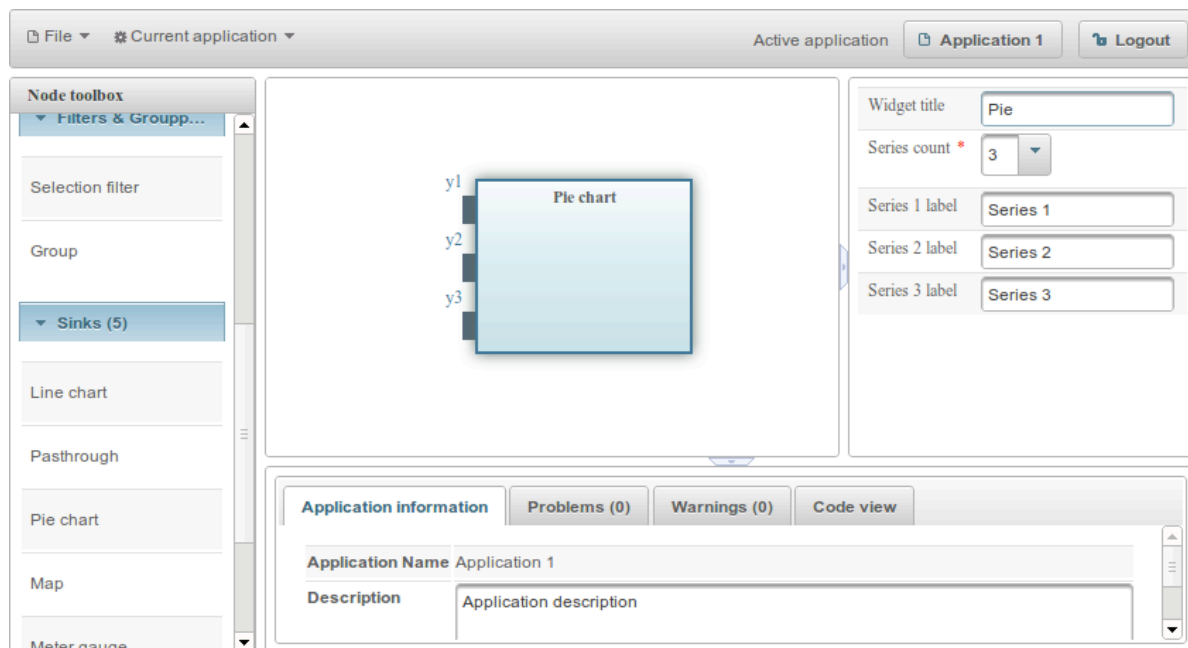 File Current application Active application Application 1 Logout
Node toolbox
Filters & Groupp...
Selection filter
Group
Sinks (5)
Line chart
Pasthrough
Pie chart
Map
Meter gauge
y1
Pie chart
y2
y3
Widget title Pie
Series count * 3
Series 1 label Series 1
Series 2 label Series 2
Series 3 label Series 3
Application information Problems (0) Warnings (0) Code view
Application Name Application 1
Description Application description